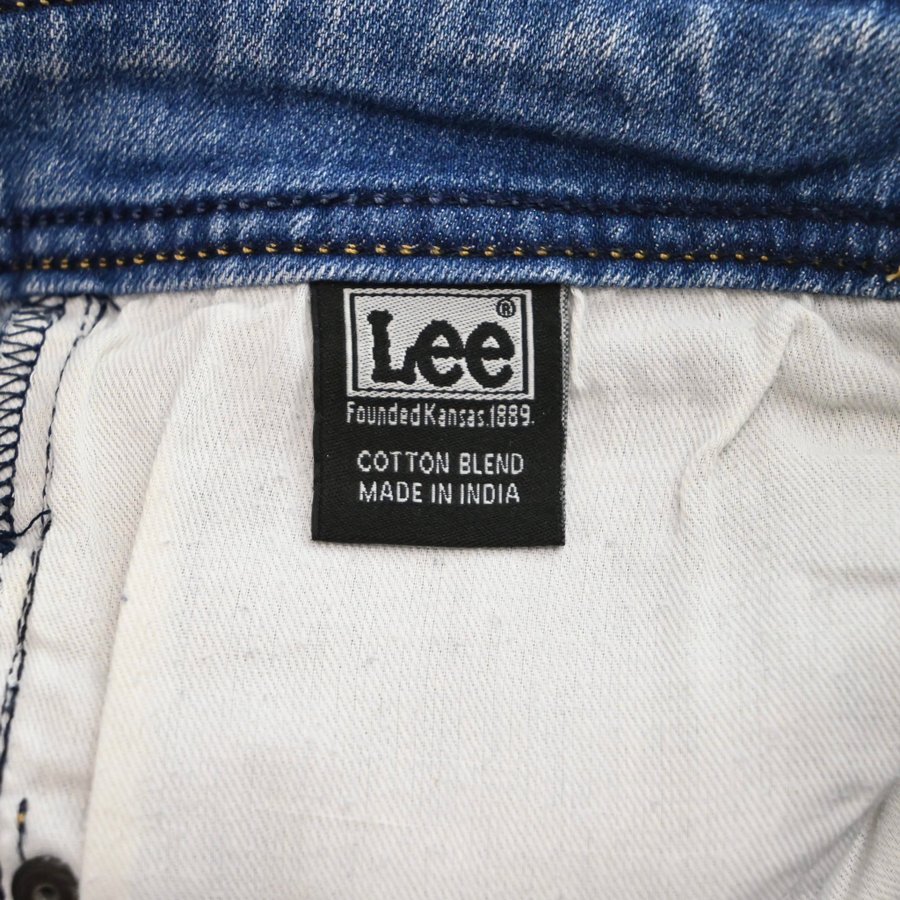 Lee®
Founded Kansas.1889.
COTTON BLEND
MADE IN INDIA